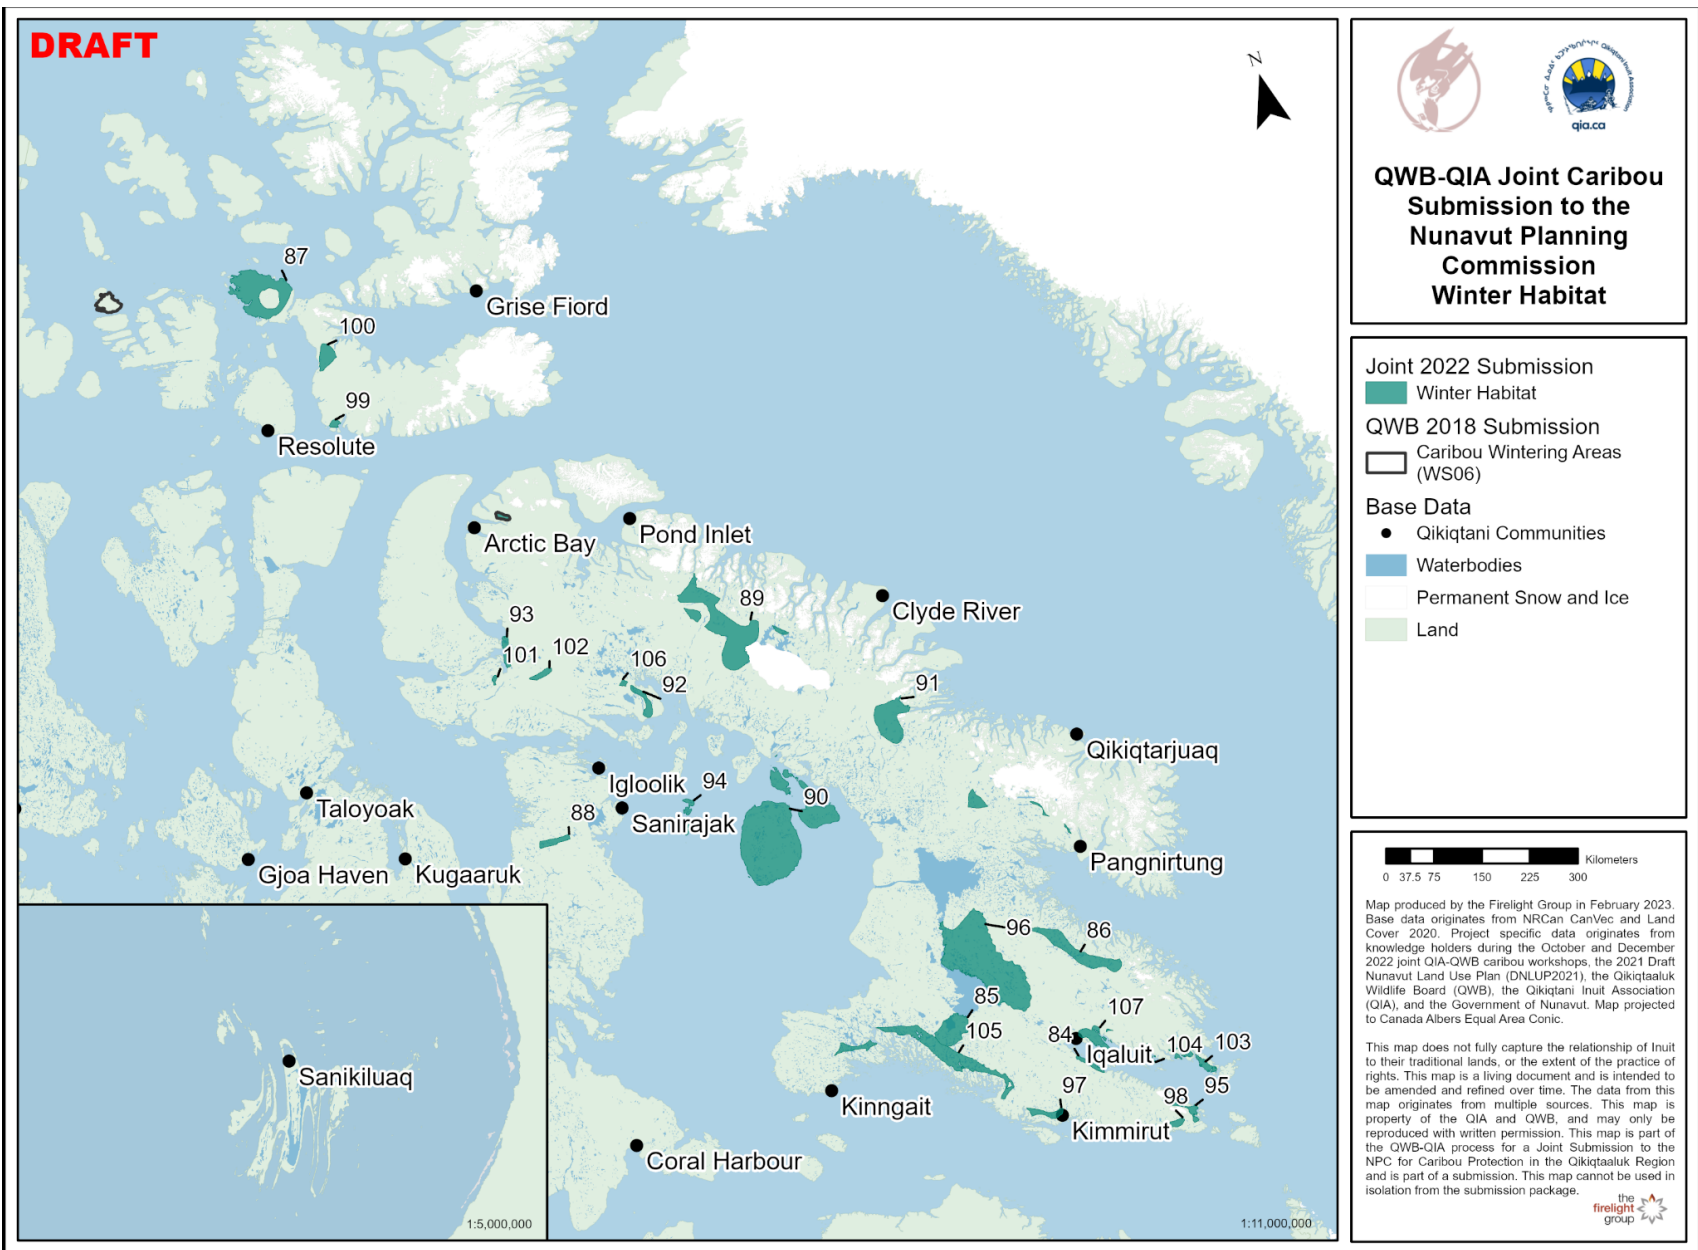 DRAFT
N
87
100
99
Grise Fiord
Resolute
Arctic Bay
Pond Inlet
Clyde River
93
101
102
106
92
89
91
Qikiqtarjuaq
Igloolik
94
90
88
Sanirajak
Taloyoak
Gjoa Haven
Kugaaruk
Pangnirtung
96
86
85
105
107
84
Iqaluit
104
103
97
98
95
Kinngait
Kimmirut
Coral Harbour
Sanikiluaq
1:5,000,000
1:11,000,000
Qikiqtani Inuit Association
qia.ca
QWB-QIA Joint Caribou
Submission to the
Nunavut Planning
Commission
Winter Habitat
Joint 2022 Submission
Winter Habitat
QWB 2018 Submission
Caribou Wintering Areas
(WS06)
Base Data
Qikiqtani Communities
Waterbodies
Permanent Snow and Ice
Land
Kilometers
0 37.5 75 150 225 300
Map produced by the Firelight Group in February 2023.
Base data originates from NRCan CanVec and Land
Cover 2020. Project specific data originates from
knowledge holders during the October and December
2022 joint QIA-QWB caribou workshops, the 2021 Draft
Nunavut Land Use Plan (DNLUP2021), the Qikiqtaaluk
Wildlife Board (QWB), the Qikiqtani Inuit Association
(QIA), and the Government of Nunavut. Map projected
to Canada Albers Equal Area Conic.
This map does not fully capture the relationship of Inuit
to their traditional lands, or the extent of the practice of
rights. This map is a living document and is intended to
be amended and refined over time. The data from this
map originates from multiple sources. This map is
property of the QIA and QWB, and may only be
reproduced with written permission. This map is part of
the QWB-QIA process for a Joint Submission to the
NPC for Caribou Protection in the Qikiqtaaluk Region
and is part of a submission. This map cannot be used in
isolation from the submission package.
the
firelight
group